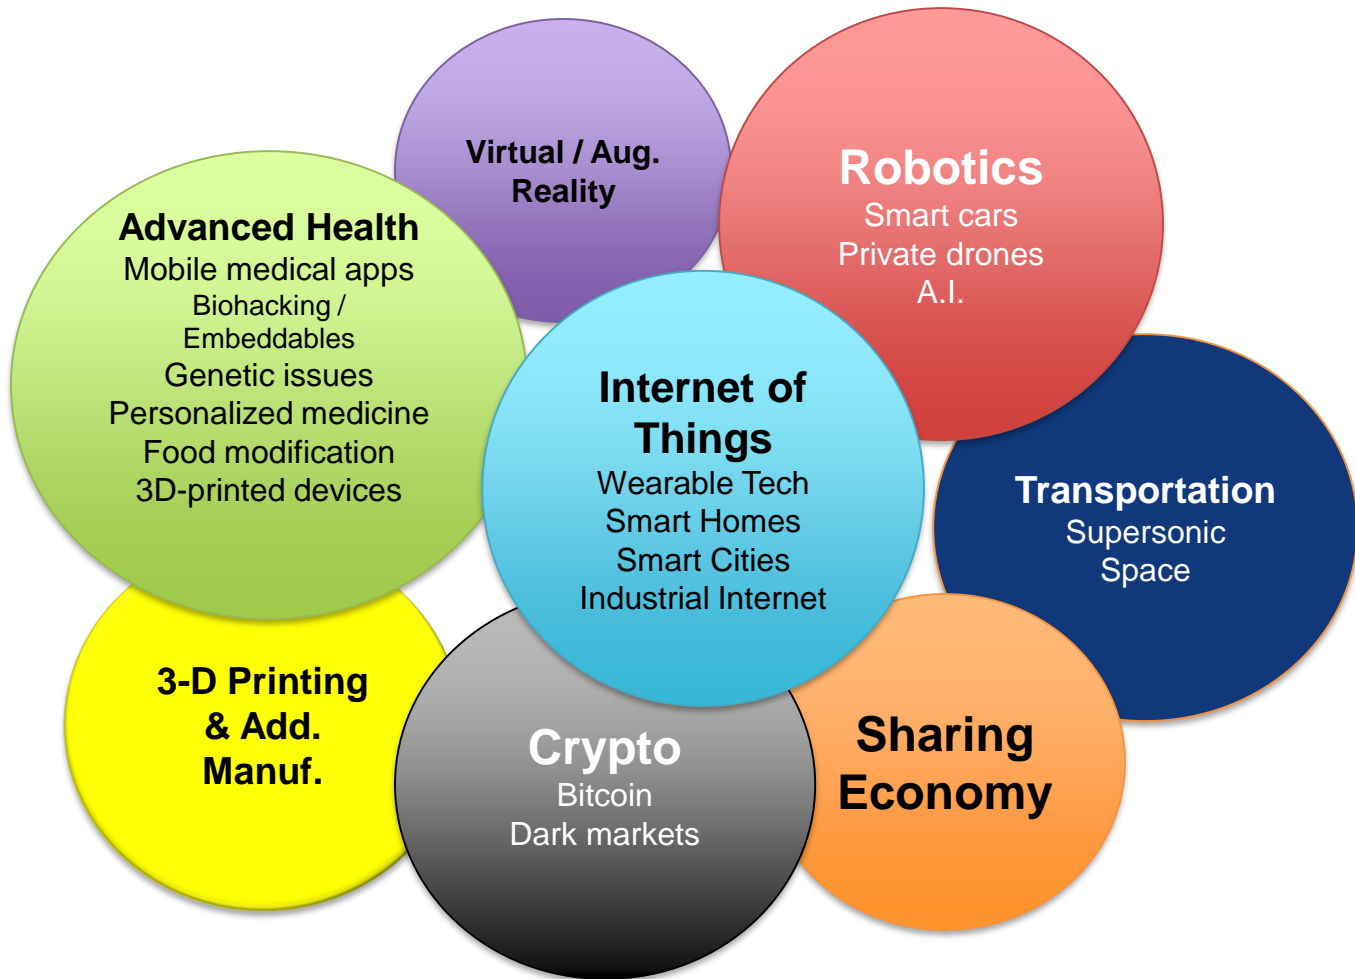 Virtual / Aug.
Reality
Robotics
Smart cars
Private drones
A.I.
Advanced Health
Mobile medical apps
Biohacking /
Embeddables
Genetic issues
Personalized medicine
Food modification
3D-printed devices
Internet of
Things
Wearable Tech
Smart Homes
Smart Cities
Industrial Internet
Transportation
Supersonic
Space
3-D Printing
& Add.
Manuf.
Crypto
Bitcoin
Dark markets
Sharing
Economy